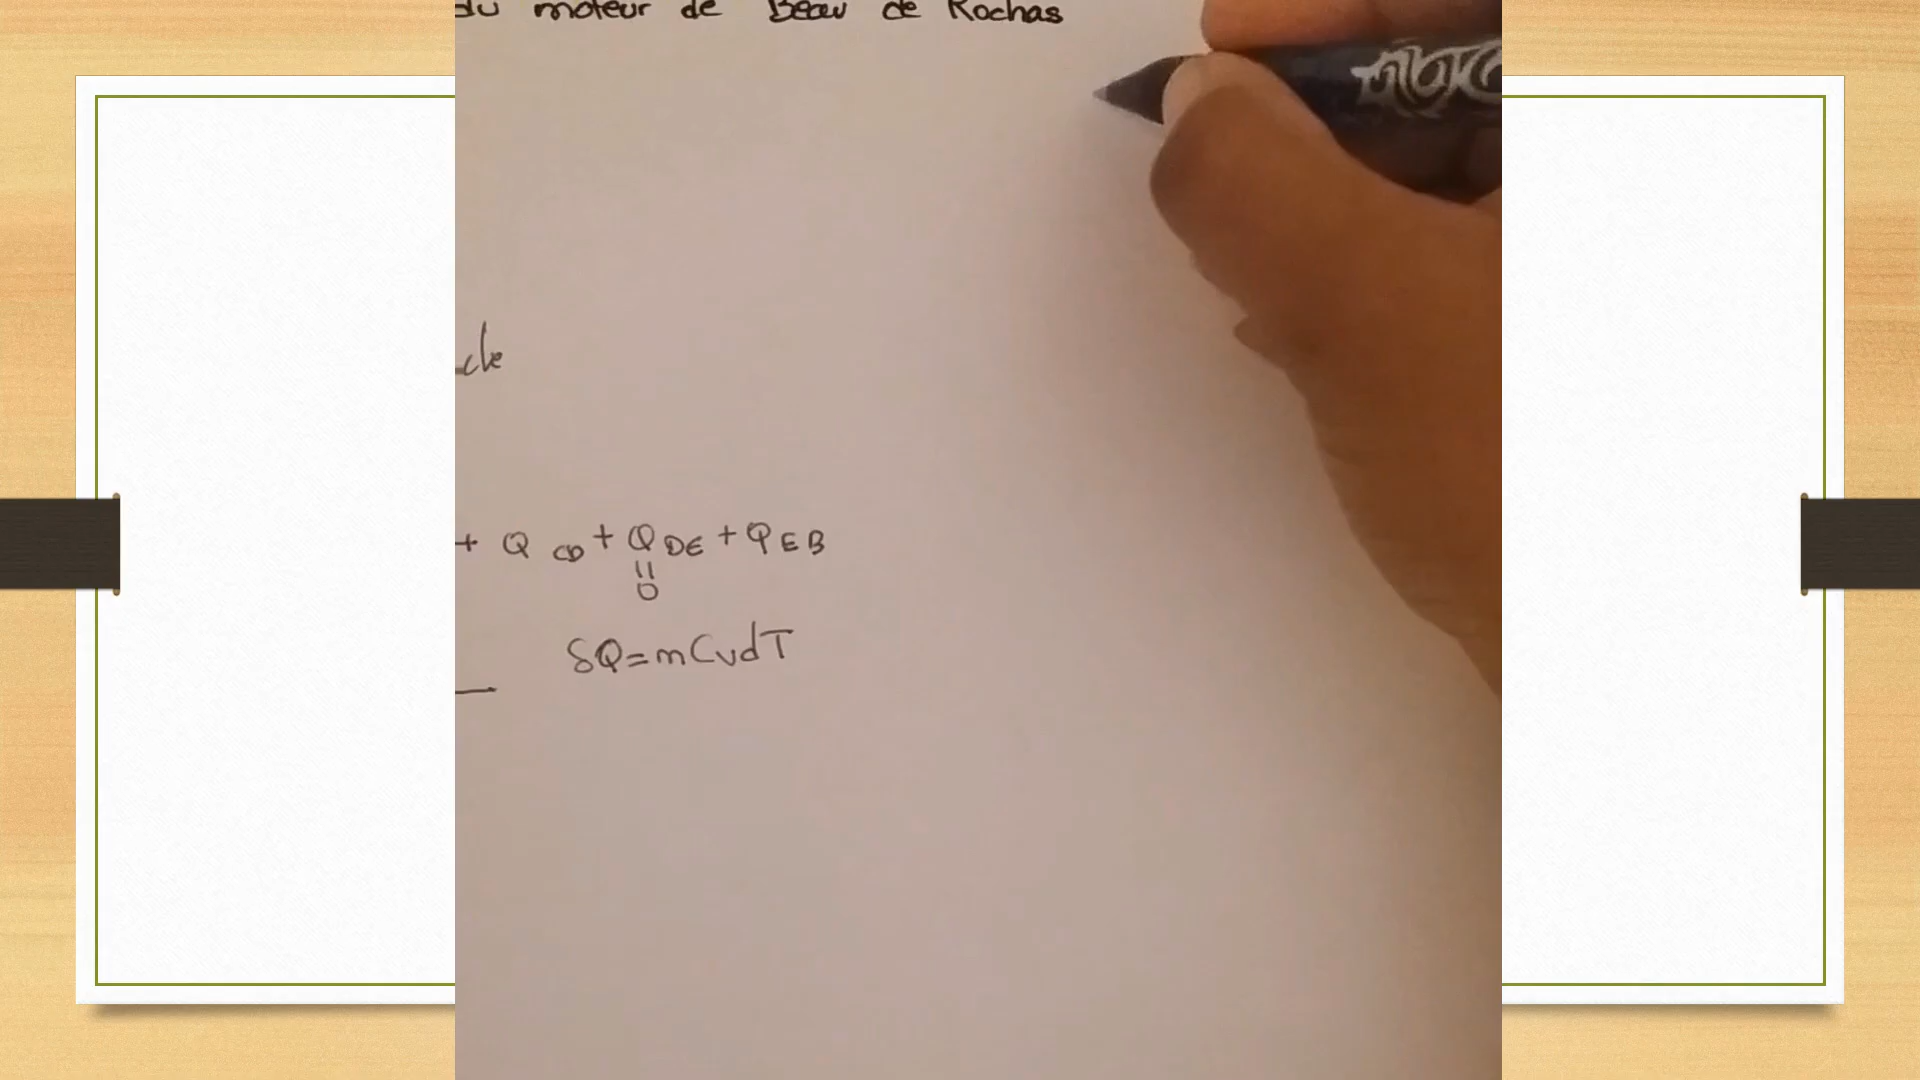 du moteur de Beau de Rochas
cle
+ Q CD + Q DE + Q EB
=
0
δQ=mCvdT